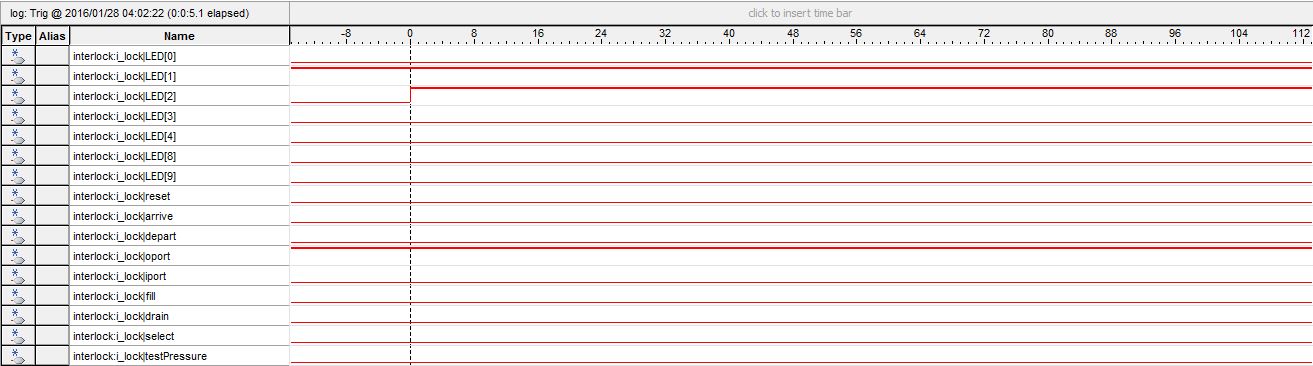 log: Trig @ 2016/01/28 04:02:22 (0:0:5.1 elapsed) click to insert time bar
Type Alias Name -8 0 8 16 24 32 40 48 56 64 72 80 88 96 104 112
interlock:i_lock|LED[0]
interlock:i_lock|LED[1]
interlock:i_lock|LED[2]
interlock:i_lock|LED[3]
interlock:i_lock|LED[4]
interlock:i_lock|LED[8]
interlock:i_lock|LED[9]
interlock:i_lock|reset
interlock:i_lock|arrive
interlock:i_lock|depart
interlock:i_lock|oport
interlock:i_lock|iport
interlock:i_lock|fill
interlock:i_lock|drain
interlock:i_lock|select
interlock:i_lock|testPressure